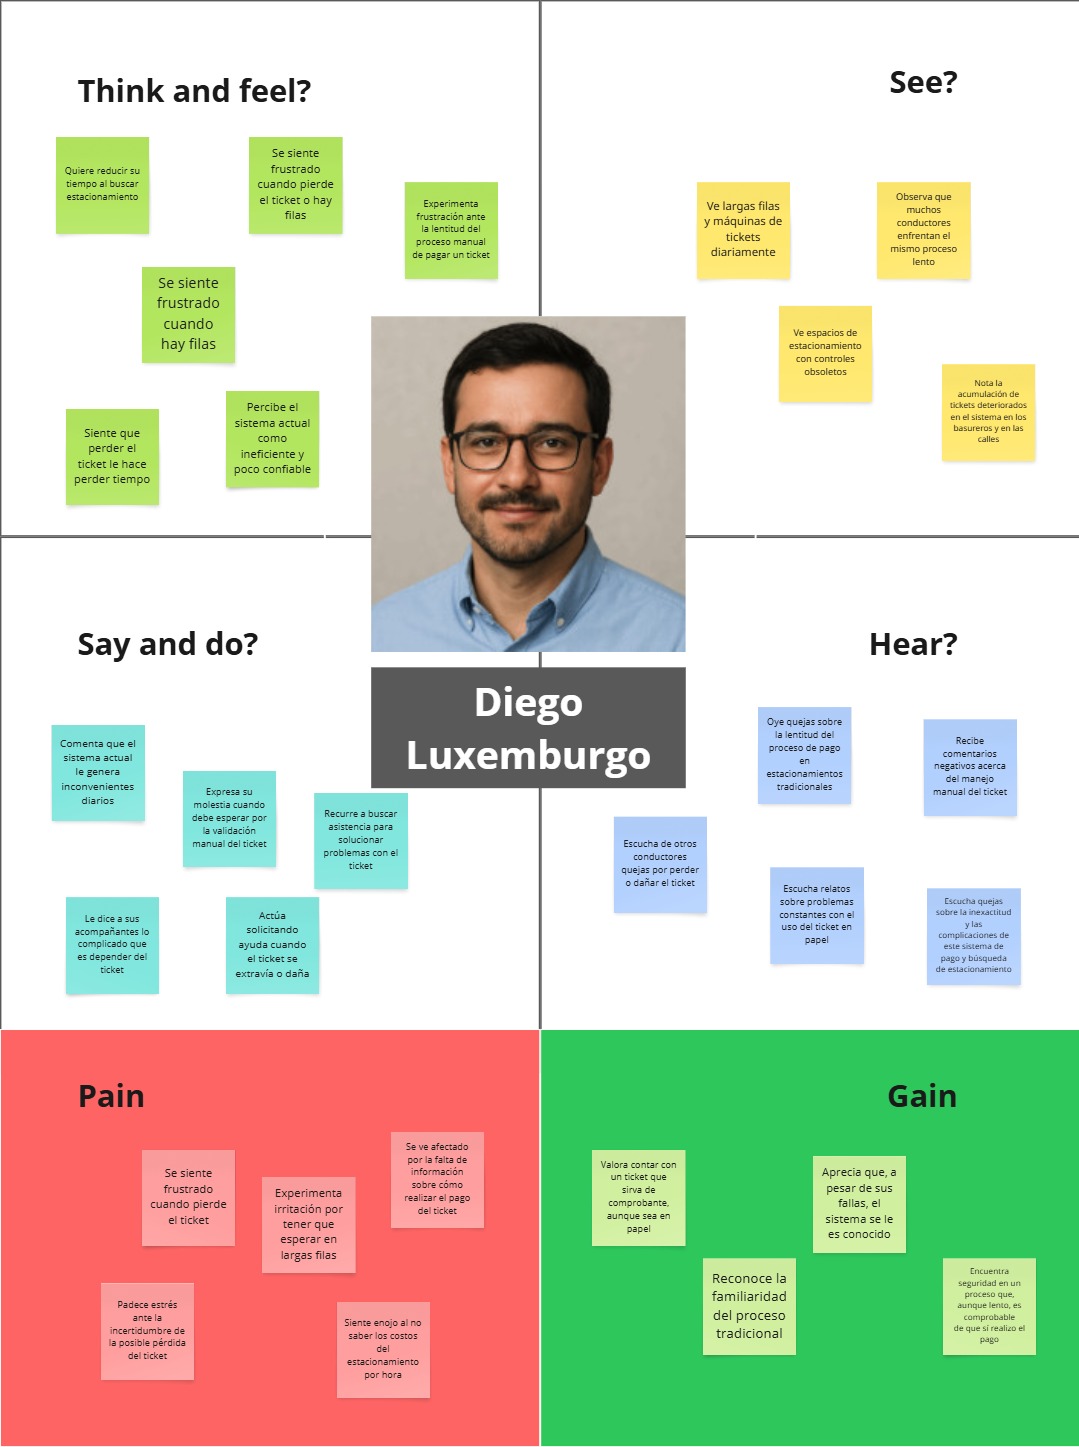 Think and feel?
Quiere reducir su
tiempo al buscar
estacionamiento
Se siente
frustrado
cuando pierde
el ticket o hay
filas
Experimenta
frustración ante
la lentitud del
proceso manual
de pagar un ticket
Se siente
frustrado
cuando
hay filas
Siente que
perder el
ticket le hace
perder tiempo
Percibe el
sistema actual
como
ineficiente y
poco confiable
See?
Ve largas filas
y máquinas de
tickets
diariamente
Observa que
muchos
conductores
enfrentan el
mismo proceso
lento
Ve espacios de
estacionamiento
con controles
obsoletos
Nota la
acumulación de
tickets deteriorados
en el sistema en los
basureros y en las
calles
Diego
Luxemburgo
Say and do?
Comenta que el
sistema actual
le genera
inconvenientes
diarios
Expresa su
molestia cuando
debe esperar por
la validación
manual del ticket
Recurre a buscar
asistencia para
solucionar
problemas con el
ticket
Le dice a sus
acompañantes lo
complicado que
es depender del
ticket
Actúa
solicitando
ayuda cuando
el ticket se
extravía o daña
Hear?
Oye quejas sobre
la lentitud del
proceso de pago
en
estacionamientos
tradicionales
Recibe
comentarios
negativos acerca
del manejo
manual del ticket
Escucha de otros
conductores
quejas por perder
o dañar el ticket
Escucha relatos
sobre problemas
constantes con el
uso del ticket en
papel
Escucha quejas
sobre la inexactitud
y las
complicaciones de
este sistema de
pago y búsqueda
de estacionamiento
Pain
Se siente
frustrado
cuando pierde
el ticket
Experimenta
irritación por
tener que
esperar en
largas filas
Se ve afectado
por la falta de
información
sobre cómo
realizar el pago
del ticket
Padece estrés
ante la
incertidumbre de
la posible pérdida
del ticket
Siente enojo al no
saber los costos
del
estacionamiento
por hora
Gain
Valora contar con
un ticket que
sirva de
comprobante,
aunque sea en
papel
Aprecia que, a
pesar de sus
fallas, el
sistema se le
es conocido
Reconoce la
familiaridad
del proceso
tradicional
Encuentra
seguridad en un
proceso que,
aunque lento, es
comprobable
de que sí realizo el
pago